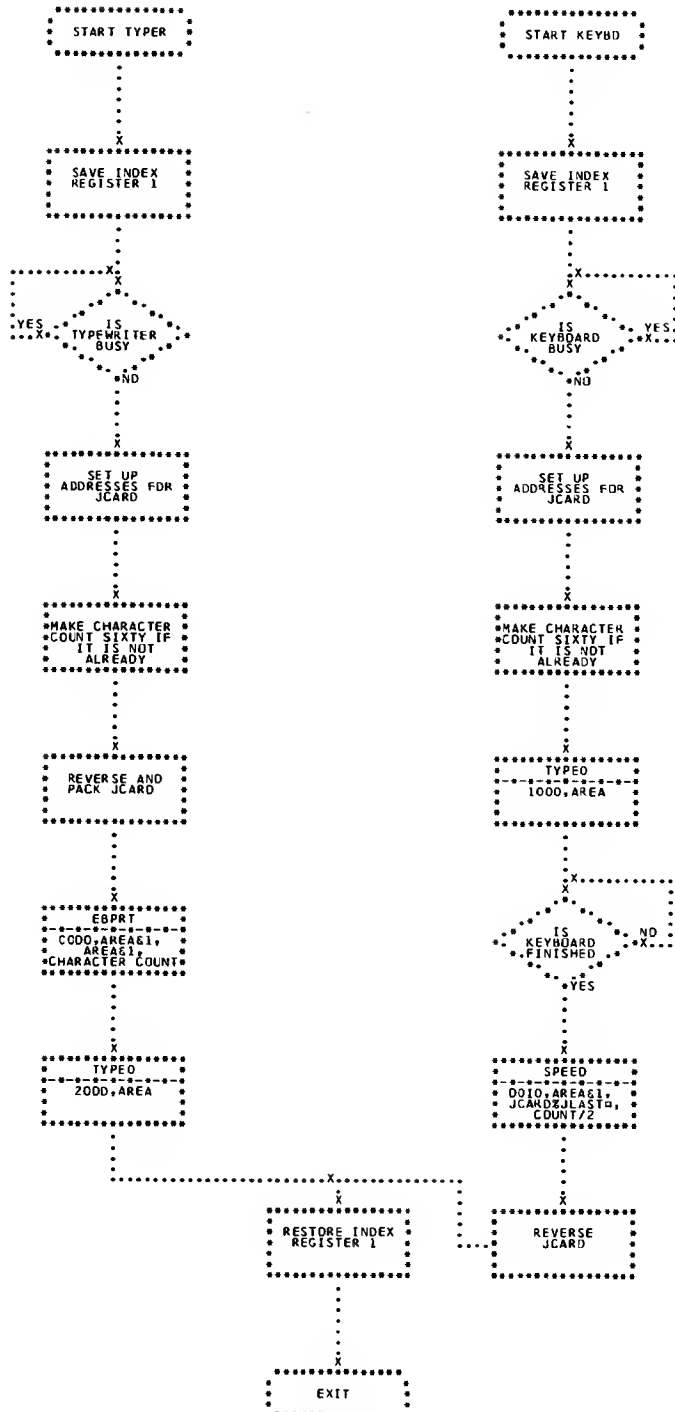 START TYPER
SAVE INDEX
REGISTER 1
YES
IS
TYPEWRITER
BUSY
NO
SET UP
ADDRESSES FOR
JCARD
MAKE CHARACTER
COUNT SIXTY IF
IT IS NOT
ALREADY
REVERSE AND
PACK JCARD
EBPRT
C000,AREA&1,
AREA&1,
CHARACTER COUNT
TYPE0
2000,AREA
START KEYBD
SAVE INDEX
REGISTER 1
IS
KEYBOARD
BUSY
YES
NO
SET UP
ADDRESSES FOR
JCARD
MAKE CHARACTER
COUNT SIXTY IF
IT IS NOT
ALREADY
TYPE0
1000,AREA
IS
KEYBOARD
FINISHED
NO
YES
SPEED
0010,AREA&1,
JCARD%JLAST¤,
COUNT/2
REVERSE
JCARD
RESTORE INDEX
REGISTER 1
EXIT